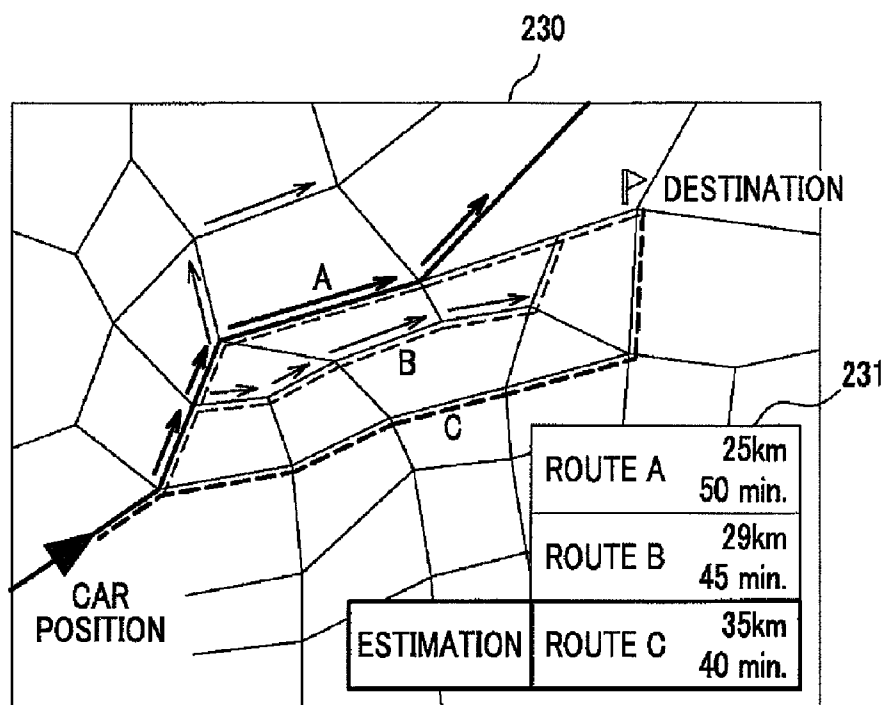 230
DESTINATION
A
B
C
231
ROUTE A 25km
50 min.
ROUTE B 29km
45 min.
CAR
POSITION
ESTIMATION ROUTE C 35km
40 min.